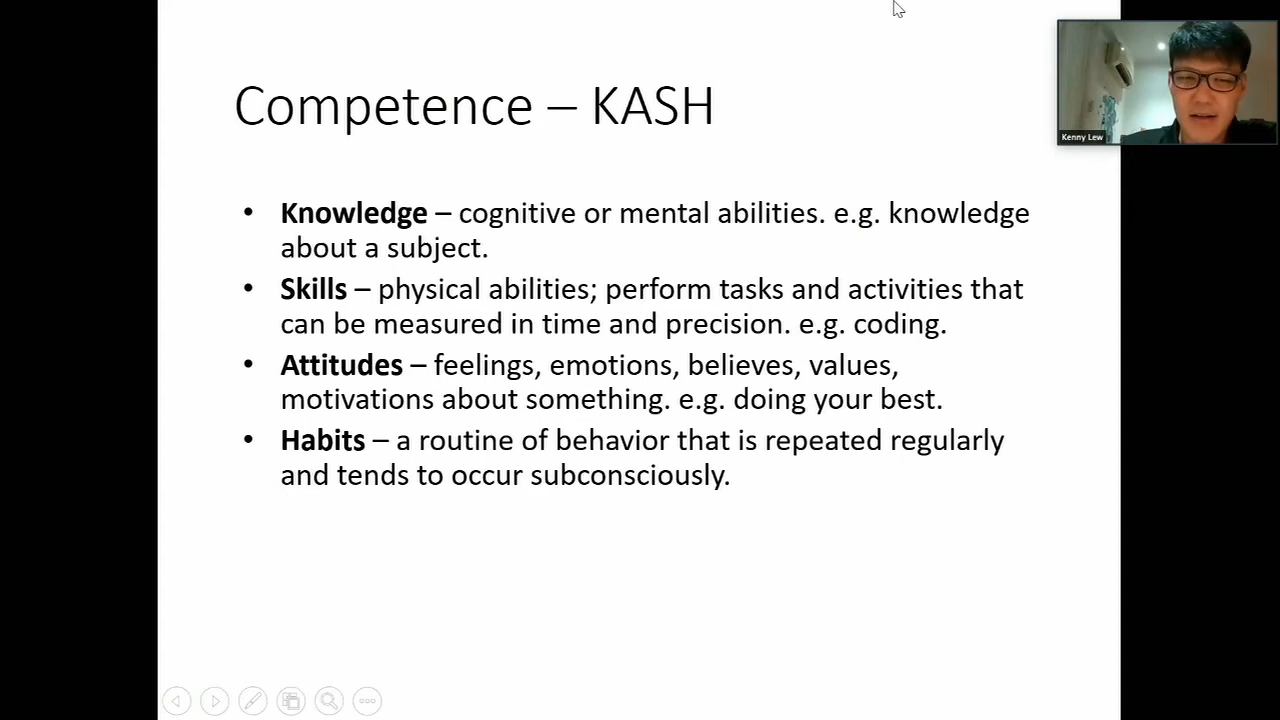 Competence – KASH
Kenny Lew
• Knowledge – cognitive or mental abilities. e.g. knowledge
about a subject.
• Skills – physical abilities; perform tasks and activities that
can be measured in time and precision. e.g. coding.
• Attitudes – feelings, emotions, believes, values,
motivations about something. e.g. doing your best.
• Habits – a routine of behavior that is repeated regularly
and tends to occur subconsciously.